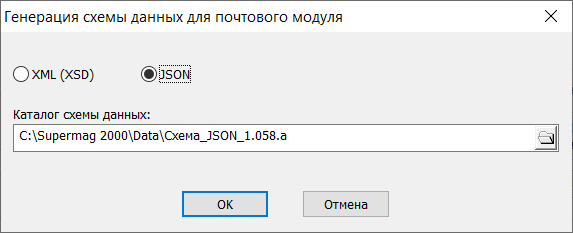 Генерация схемы данных для почтового модуля
XML (XSD) JSON
Каталог схемы данных:
C:\Supermag 2000\Data\Схема_JSON_1.058.a
OK Отмена